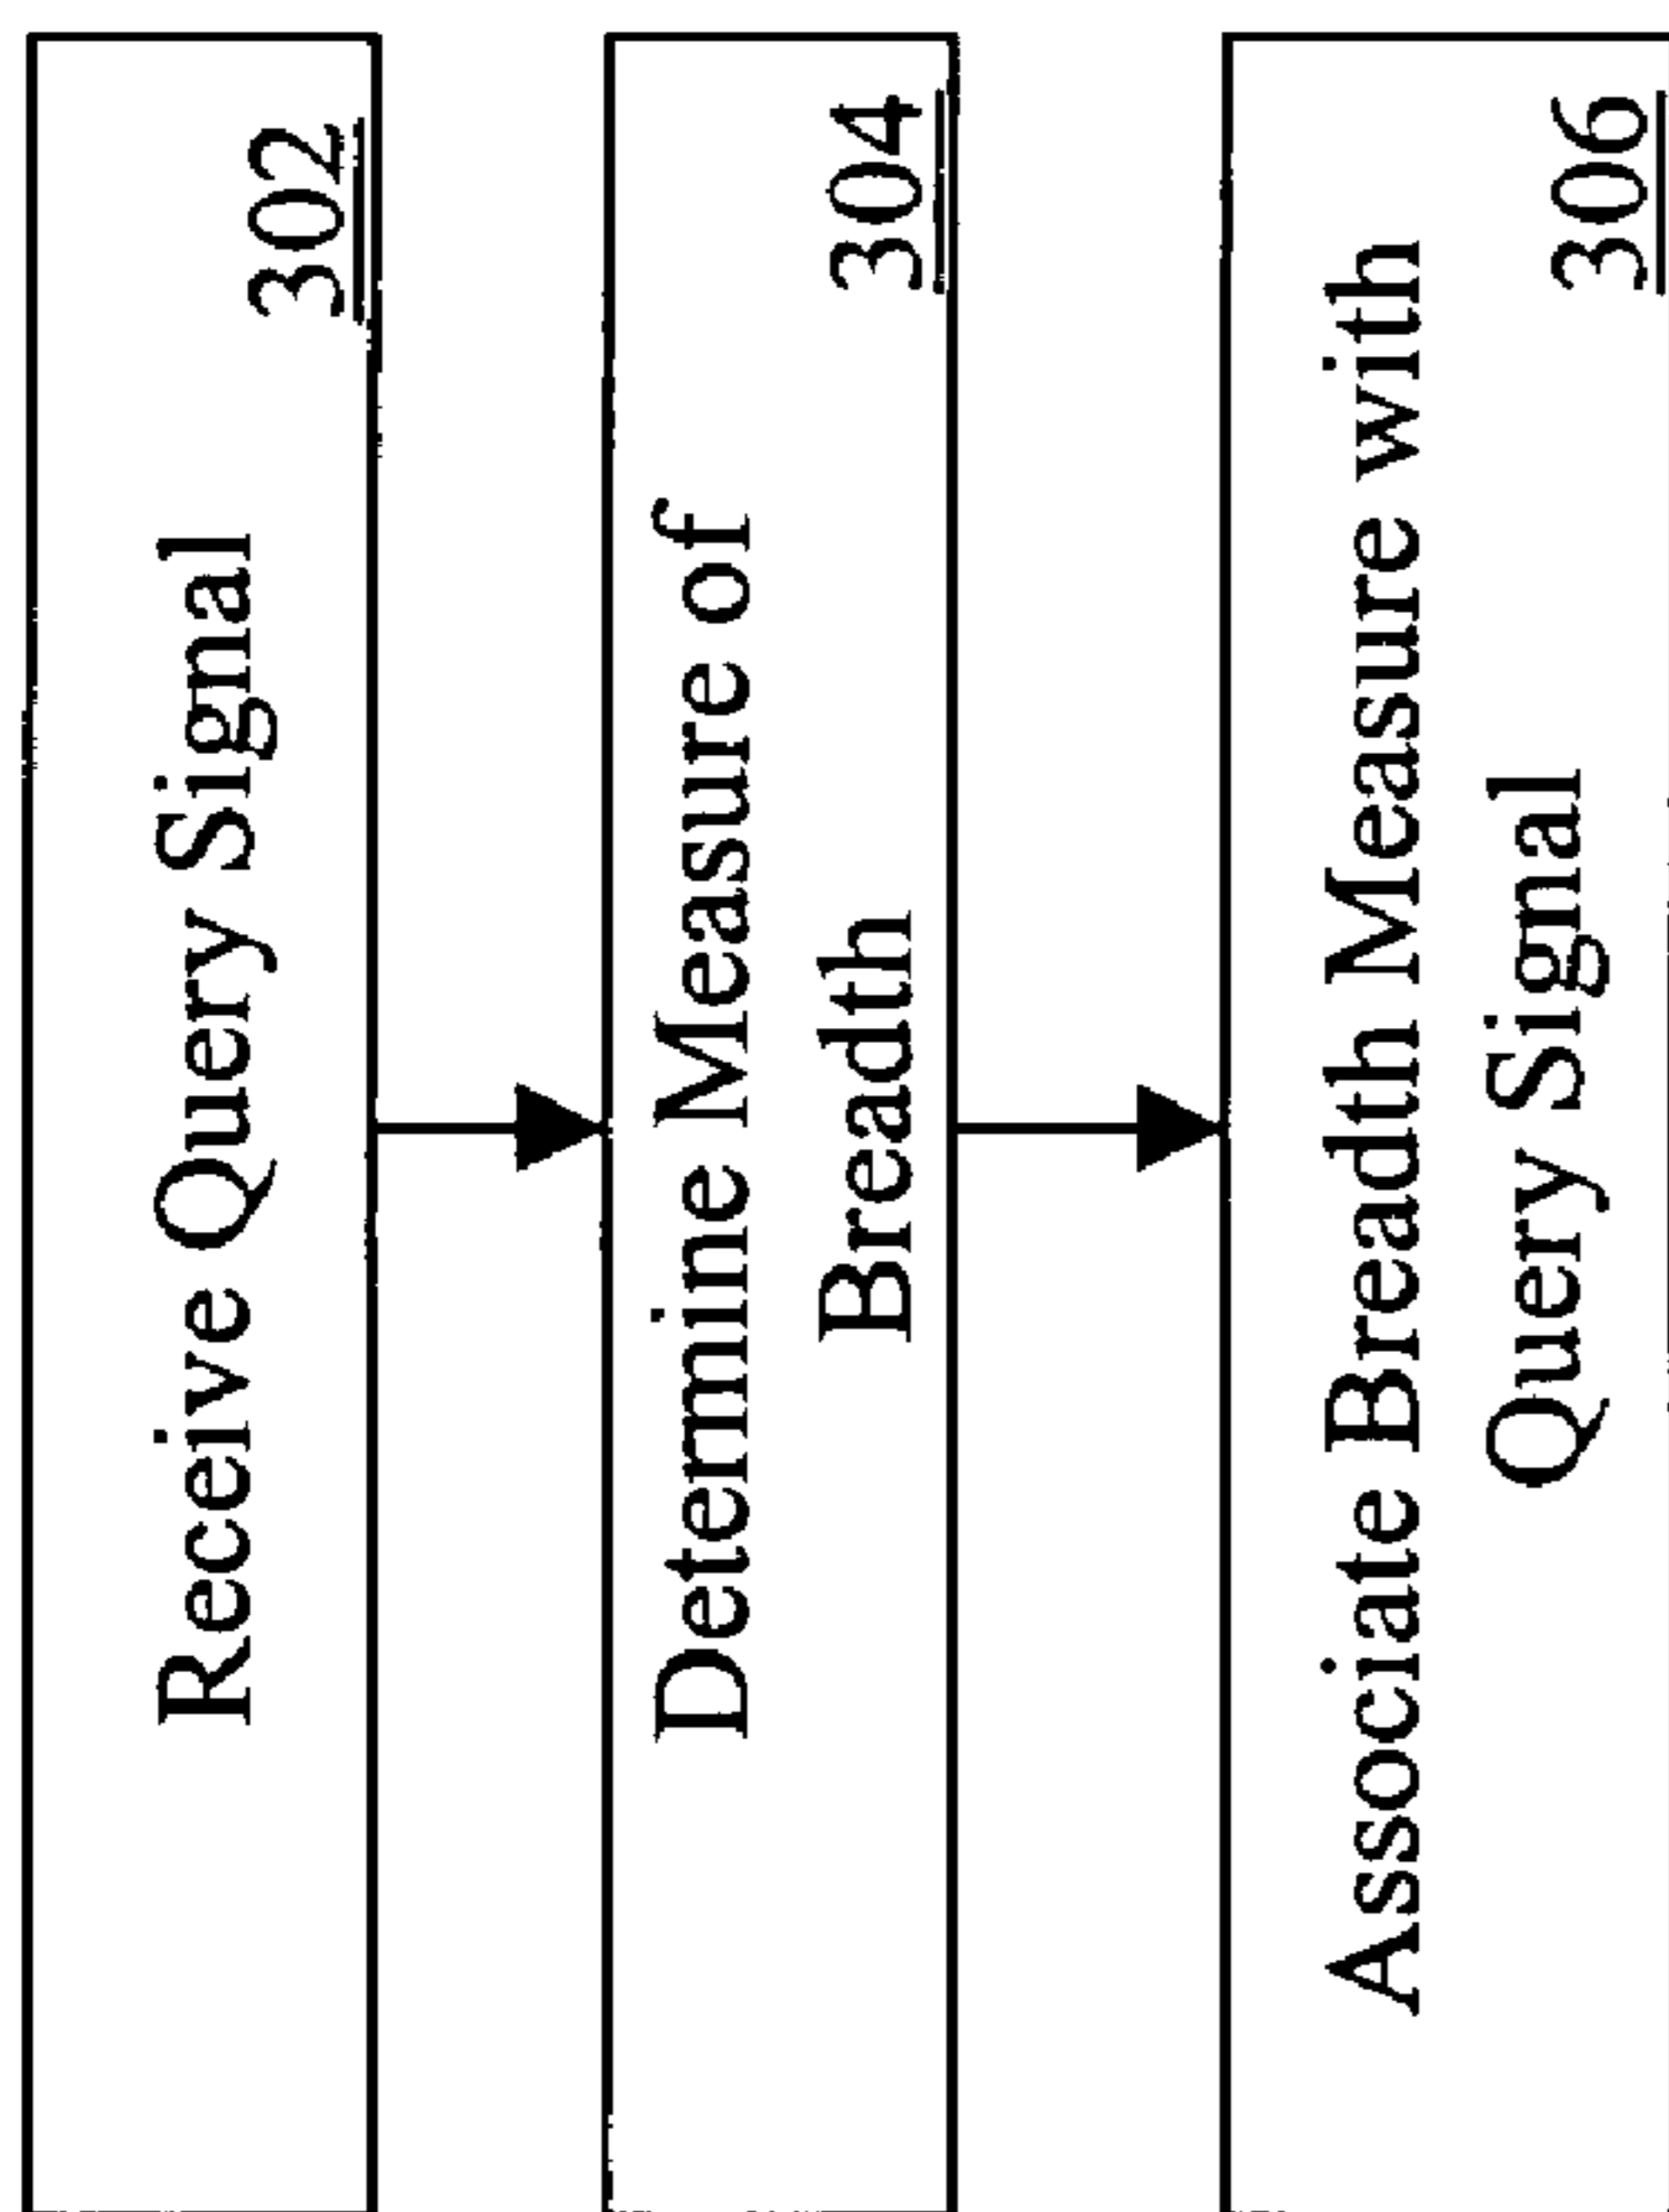 Receive Query Signal
302
Determine Measure of
Breadth
304
Associate Breadth Measure with
Query Signal
306